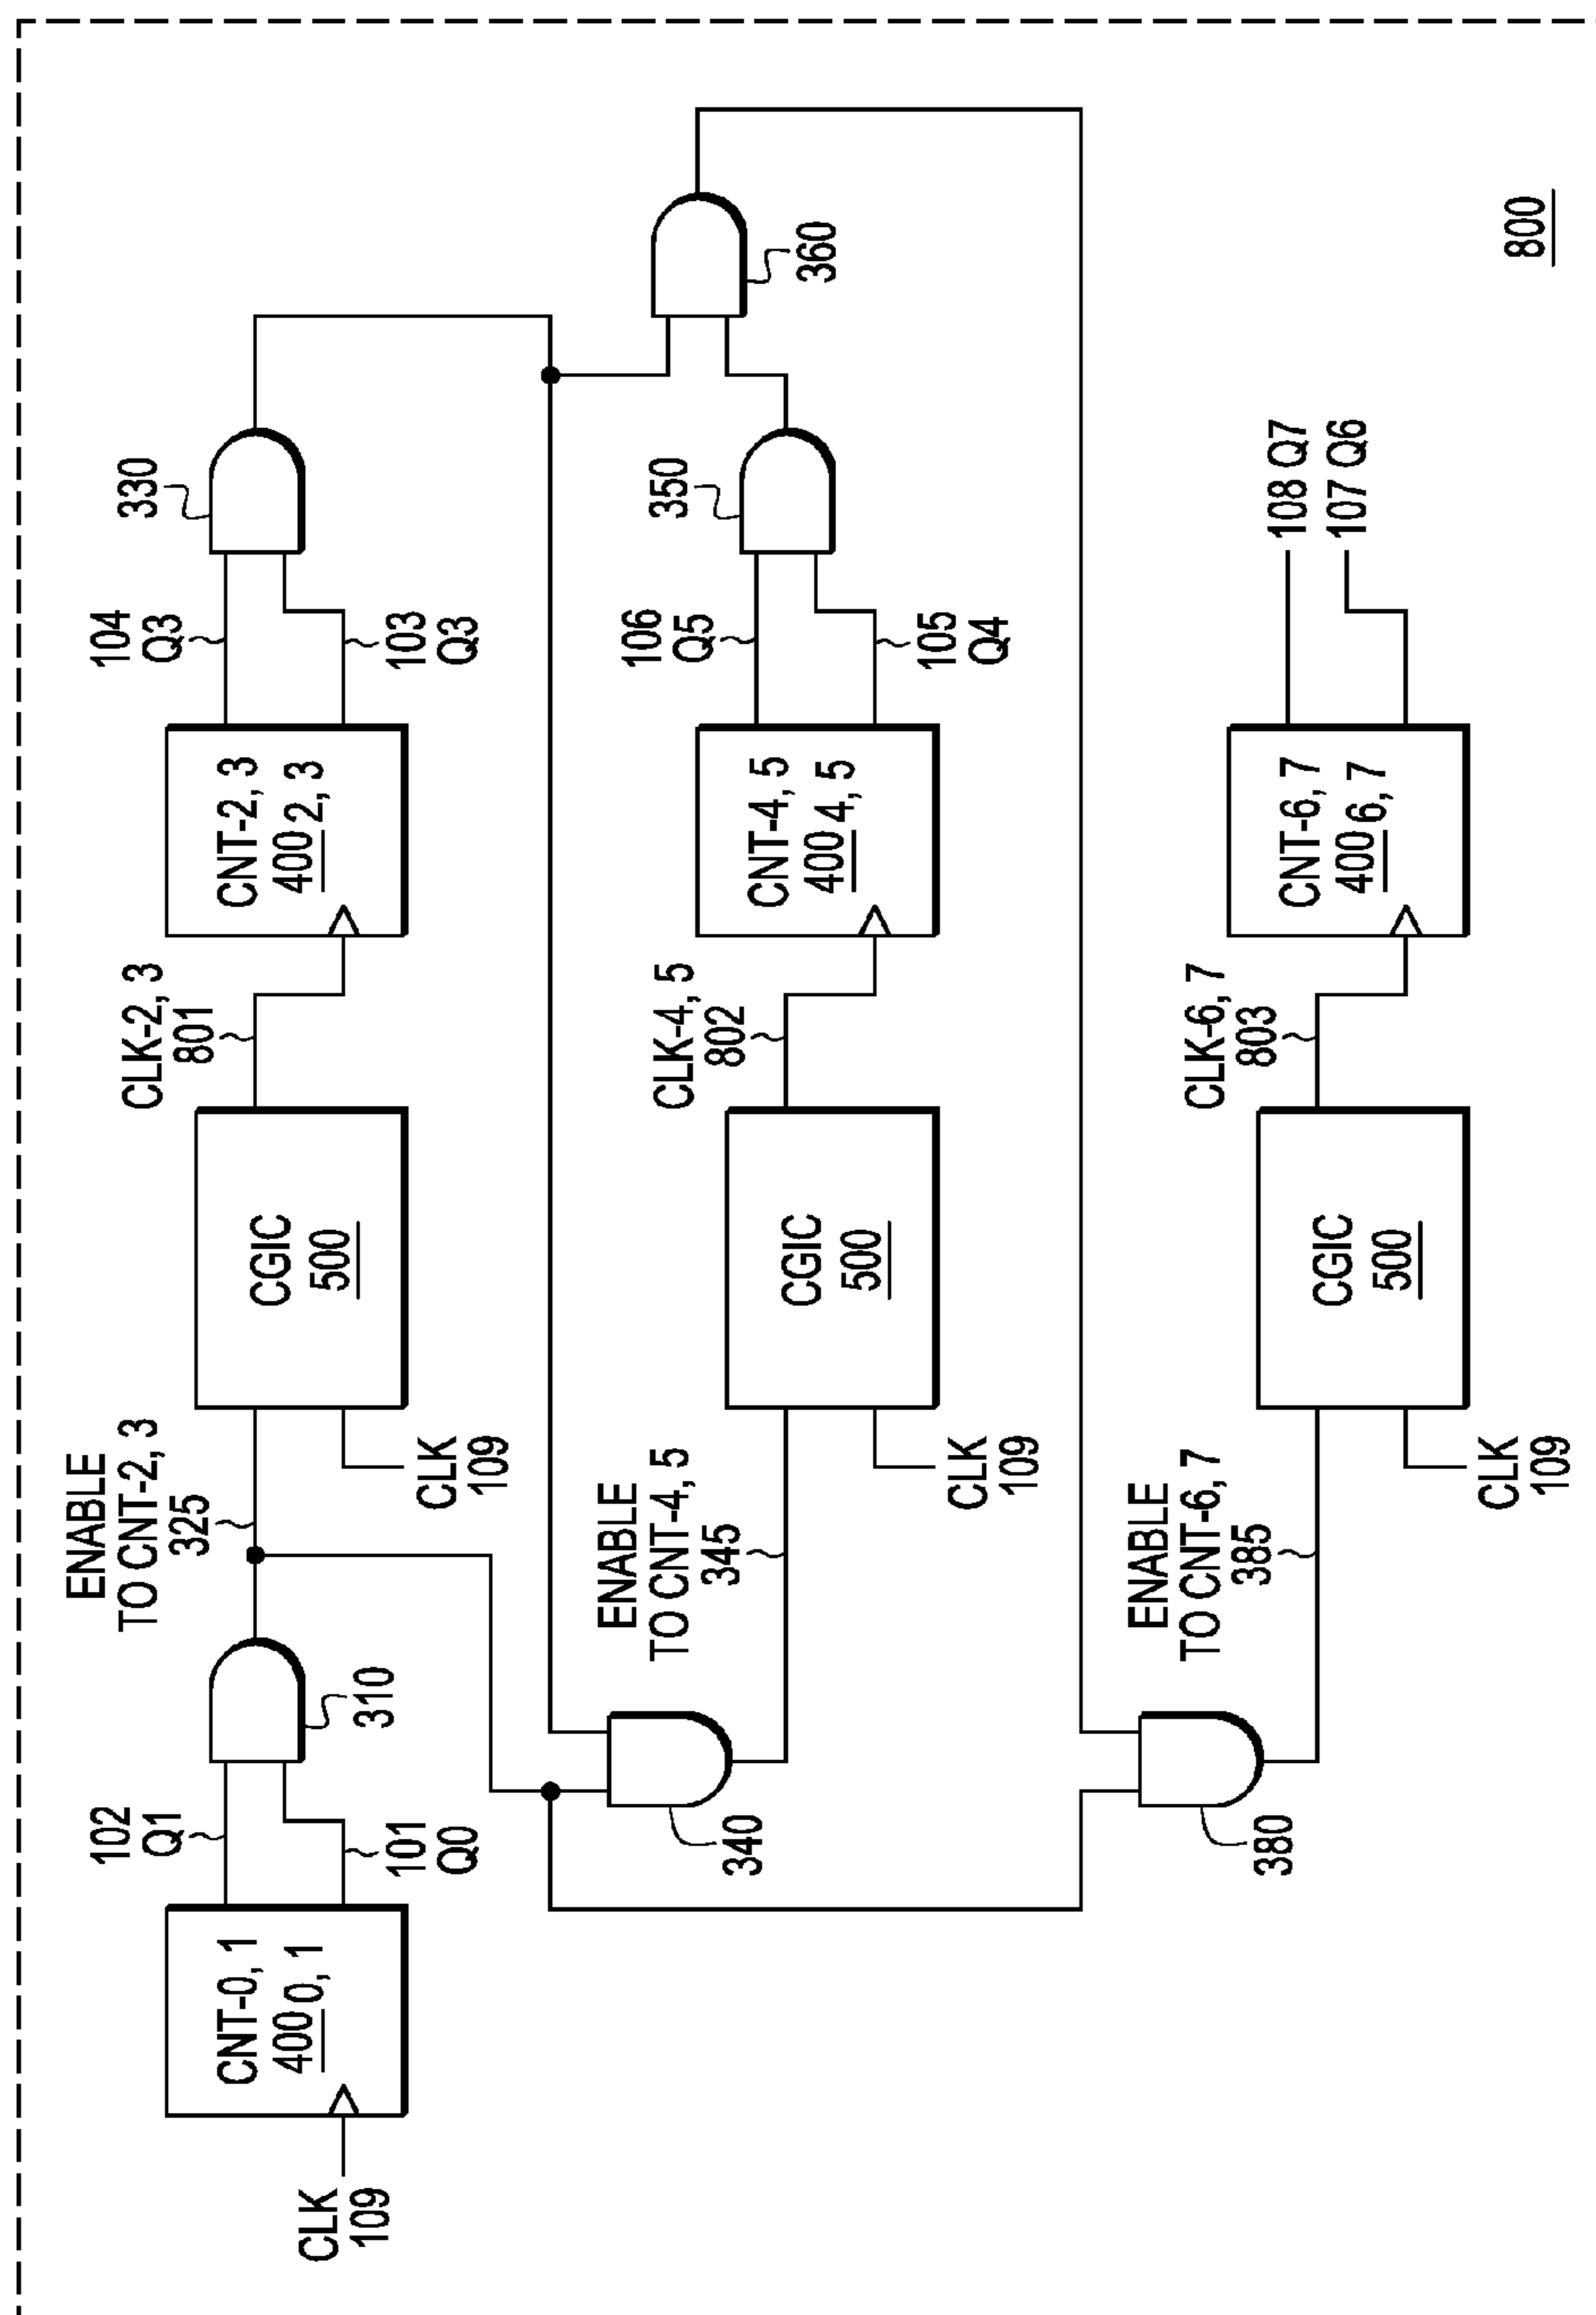 ENABLE
TO CNT-2, 3
325
CLK-2, 3
801
102
Q1
104
Q3
330
CNT-0, 1
400 0, 1
CGIC
500
CNT-2, 3
400 2, 3
CLK
109
101
Q0
310
CLK
109
103
Q3
ENABLE
TO CNT-4, 5
345
CLK-4, 5
802
106
Q5
350
340
CGIC
500
CNT-4, 5
400 4, 5
360
CLK
109
105
Q4
ENABLE
TO CNT-6, 7
385
CLK-6, 7
803
380
CGIC
500
CNT-6, 7
400 6, 7
108 Q7
107 Q6
CLK
109
800